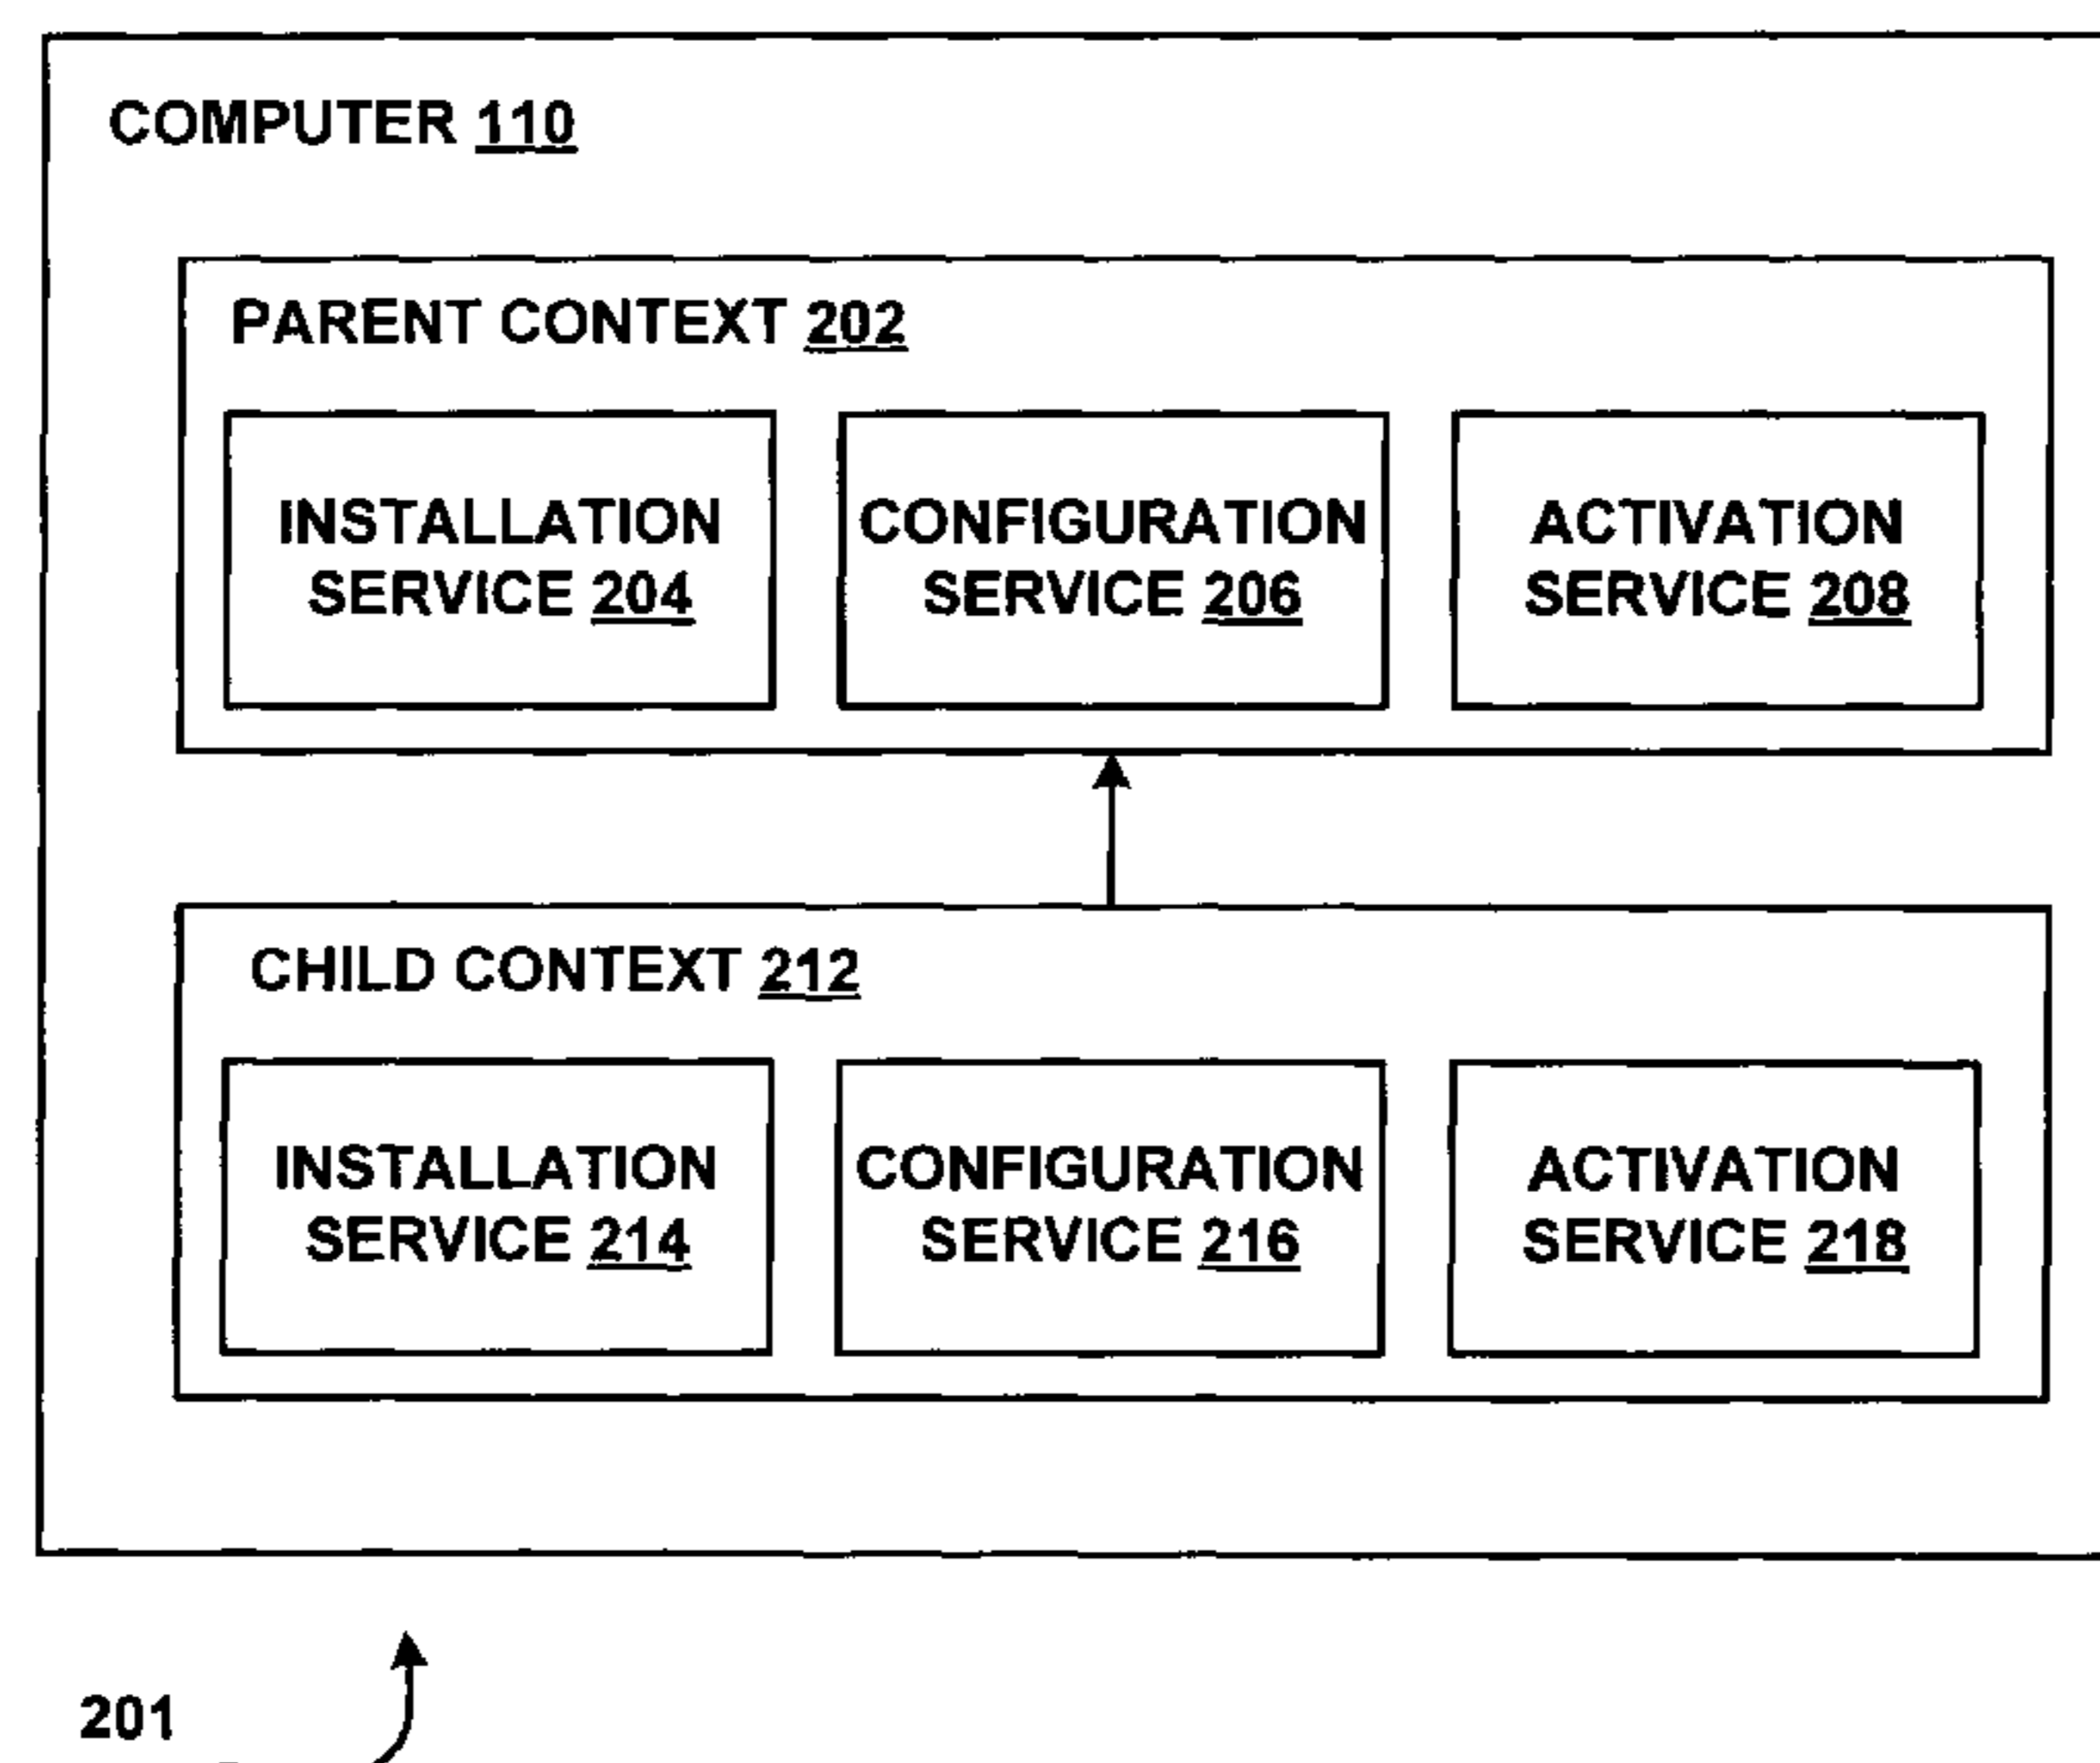 COMPUTER 110
PARENT CONTEXT 202
INSTALLATION
SERVICE 204
CONFIGURATION
SERVICE 206
ACTIVATION
SERVICE 208
CHILD CONTEXT 212
INSTALLATION
SERVICE 214
CONFIGURATION
SERVICE 216
ACTIVATION
SERVICE 218
201